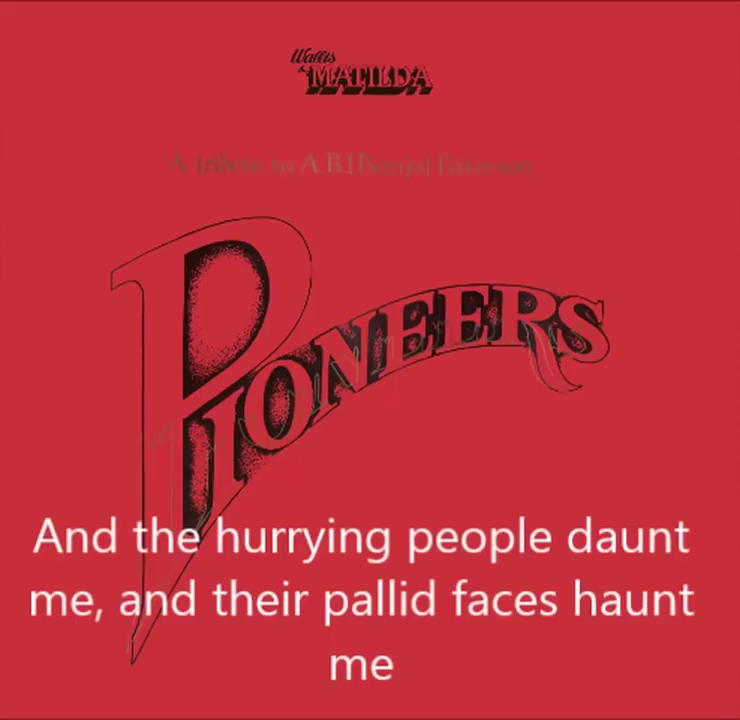 Wallis
& MATILDA
A tribute to A.B. (Banjo) Paterson
PIONEERS
And the hurrying people daunt
me, and their pallid faces haunt
me